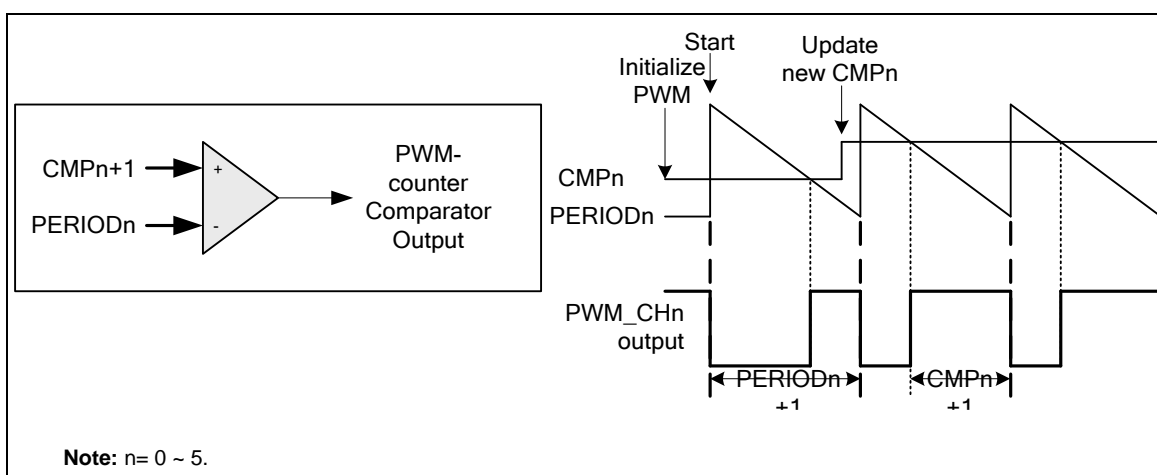 CMPn+1
PERIODn
+
-
PWM-
counter
Comparator
Output
Start
Initialize
PWM
Update
new CMPn
CMPn
PERIODn
PWM_CHn
output
PERIODn
+1
CMPn
+1
Note: n= 0 ~ 5.